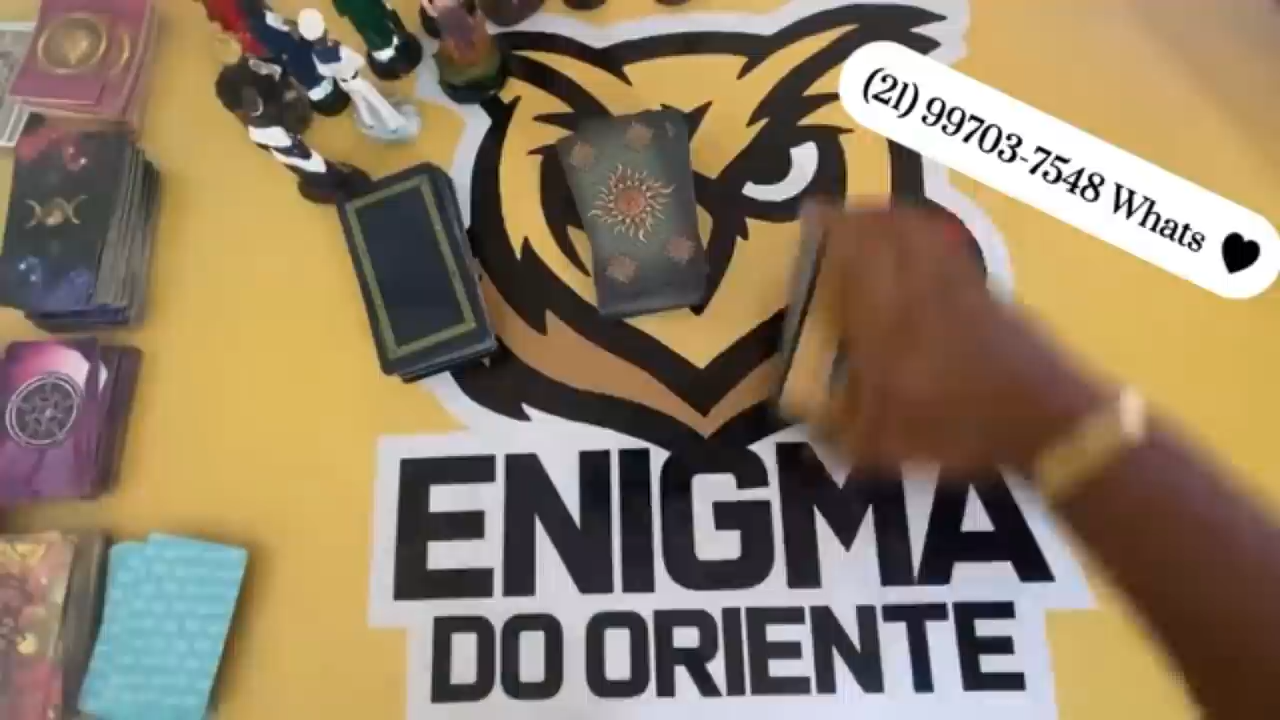 (21) 99703-7548 Whats 🖤
ENIGMA
DO ORIENTE